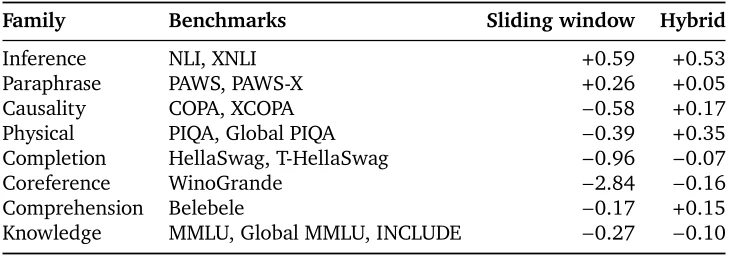 Family Benchmarks Sliding window Hybrid
Inference NLI, XNLI +0.59 +0.53
Paraphrase PAWS, PAWS-X +0.26 +0.05
Causality COPA, XCOPA −0.58 +0.17
Physical PIQA, Global PIQA −0.39 +0.35
Completion HellaSwag, T-HellaSwag −0.96 −0.07
Coreference WinoGrande −2.84 −0.16
Comprehension Belebele −0.17 +0.15
Knowledge MMLU, Global MMLU, INCLUDE −0.27 −0.10